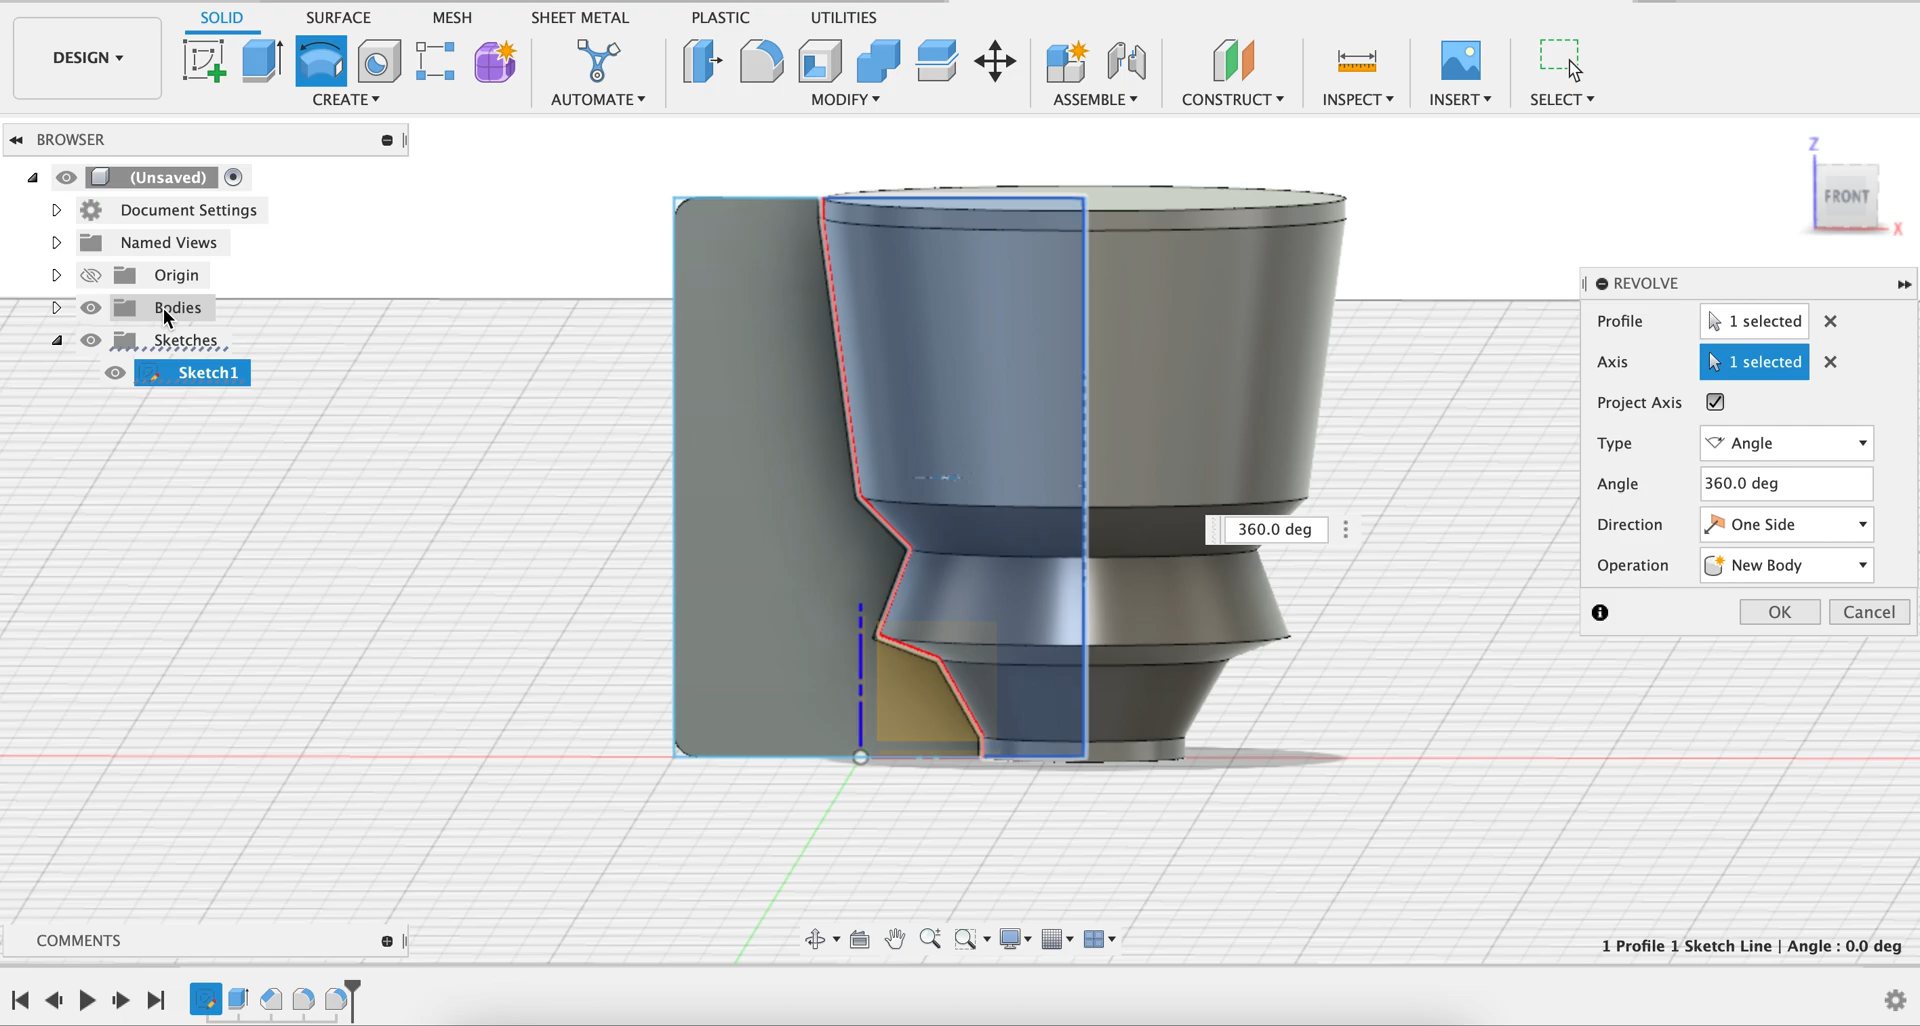 SOLID SURFACE MESH SHEET METAL PLASTIC UTILITIES
DESIGN
CREATE AUTOMATE MODIFY ASSEMBLE CONSTRUCT INSPECT INSERT SELECT
BROWSER
(Unsaved)
Document Settings
Named Views
Origin
Bodies
Sketches
Sketch1
Z
FRONT
X
REVOLVE
Profile 1 selected
Axis 1 selected
Project Axis
Type Angle
Angle 360.0 deg
Direction One Side
Operation New Body
OK Cancel
360.0 deg
COMMENTS
1 Profile 1 Sketch Line | Angle : 0.0 deg